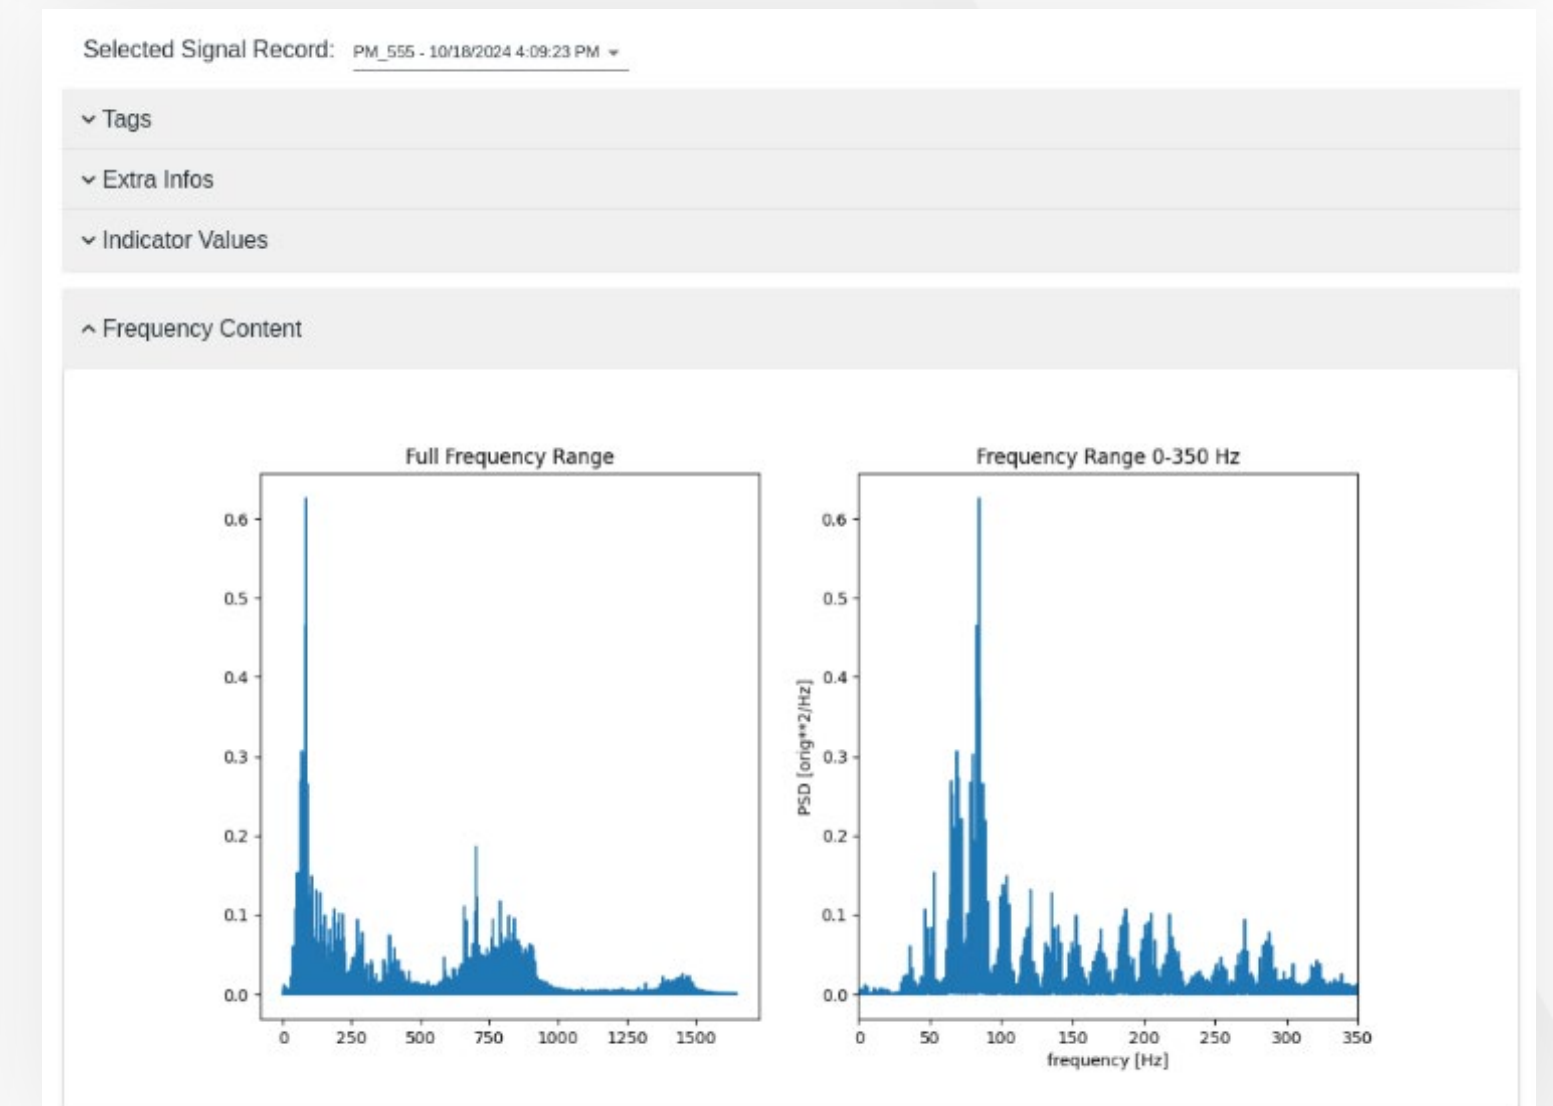 Selected Signal Record: PM_555 - 10/18/2024 4:09:23 PM
Tags
Extra Infos
Indicator Values
Frequency Content
Full Frequency Range
0.6
0.5
0.4
0.3
0.2
0.1
0.0
0 250 500 750 1000 1250 1500
Frequency Range 0-350 Hz
PSD [orig**2/Hz]
0.6
0.5
0.4
0.3
0.2
0.1
0.0
0 50 100 150 200 250 300 350
frequency [Hz]